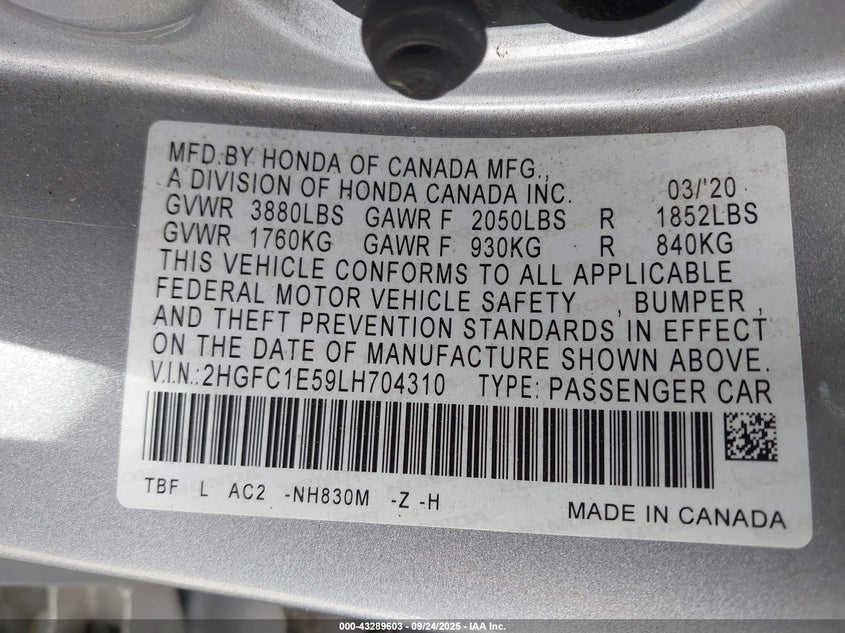 MFD.BY HONDA OF CANADA MFG.,
A DIVISION OF HONDA CANADA INC. 03/'20
GVWR 3880LBS GAWR F 2050LBS R 1852LBS
GVWR 1760KG GAWR F 930KG R 840KG
THIS VEHICLE CONFORMS TO ALL APPLICABLE
FEDERAL MOTOR VEHICLE SAFETY , BUMPER ,
AND THEFT PREVENTION STANDARDS IN EFFECT
ON THE DATE OF MANUFACTURE SHOWN ABOVE.
V.I.N.:2HGFC1E59LH704310 TYPE: PASSENGER CAR
TBF L AC2 -NH830M -Z -H
MADE IN CANADA
000-43289603 - 09/24/2025 - IAA Inc.